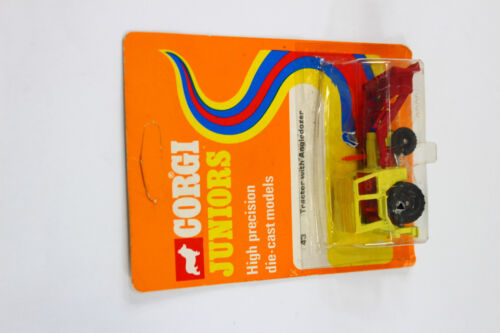 CORGI
JUNIORS
High precision
die-cast models
43 Tractor with Angledozer